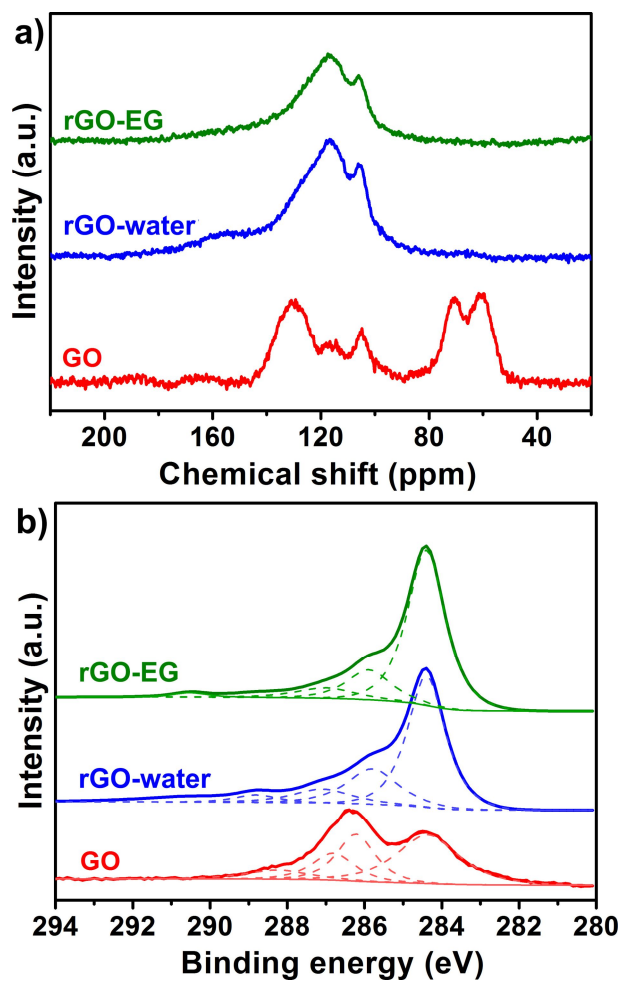 a)
rGO-EG
rGO-water
GO
Intensity (a.u.)
200 160 120 80 40
Chemical shift (ppm)
b)
rGO-EG
rGO-water
GO
Intensity (a.u.)
294 292 290 288 286 284 282 280
Binding energy (eV)